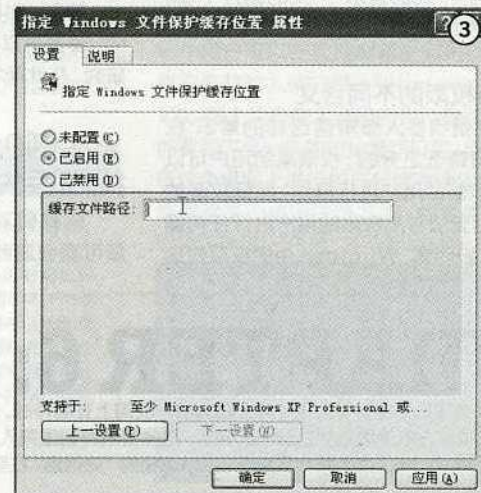 指定 Windows 文件保护缓存位置 属性
?
③
设置 说明
指定 Windows 文件保护缓存位置
未配置(C)
已启用(E)
已禁用(D)
缓存文件路径:
支持于: 至少 Microsoft Windows XP Professional 或...
上一设置(P) 下一设置(N)
确定 取消 应用(A)